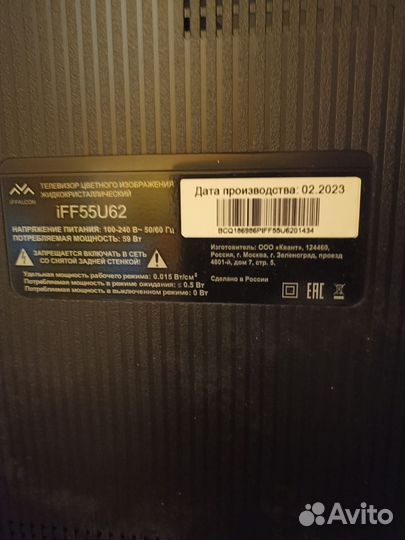 iFFALCON
ТЕЛЕВИЗОР ЦВЕТНОГО ИЗОБРАЖЕНИЯ
ЖИДКОКРИСТАЛЛИЧЕСКИЙ
iFF55U62
НАПРЯЖЕНИЕ ПИТАНИЯ: 100-240 В~ 50/60 Гц
ПОТРЕБЛЯЕМАЯ МОЩНОСТЬ: 59 Вт
ЗАПРЕЩАЕТСЯ ВКЛЮЧАТЬ В СЕТЬ
СО СНЯТОЙ ЗАДНЕЙ СТЕНКОЙ!
Удельная мощность рабочего режима: 0.015 Вт/см²
Потребляемая мощность в режиме ожидания: ≤ 0.5 Вт
Потребляемая мощность в выключенном режиме: 0 Вт
Дата производства: 02.2023
BCQ186986PIFF55U6201434
Изготовитель: ООО «Квант», 124460,
Россия, г. Москва, г. Зеленоград, проезд
4801-й, дом 7, стр. 5.
Сделано в России
EAC
Avito